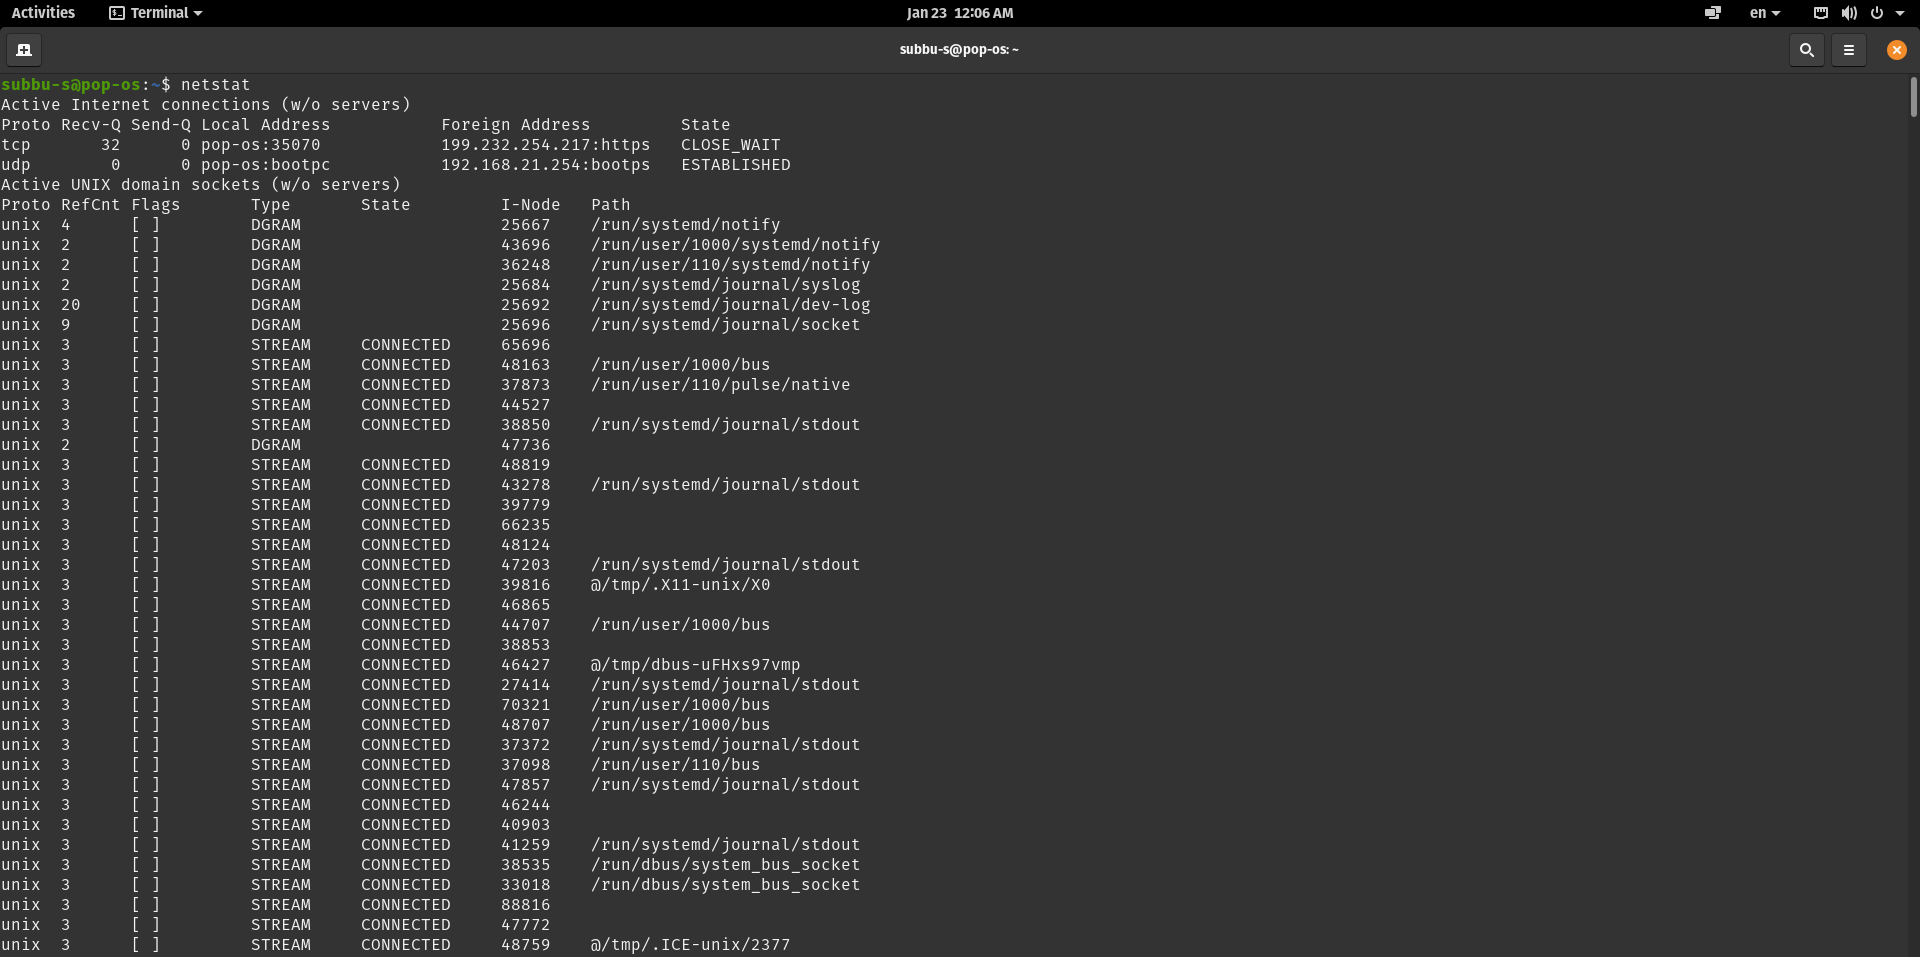 Activities Terminal Jan 23 12:06 AM en
subbu-s@pop-os: ~
subbu-s@pop-os:~$ netstat
Active Internet connections (w/o servers)
Proto Recv-Q Send-Q Local Address           Foreign Address         State
tcp       32      0 pop-os:35070            199.232.254.217:https   CLOSE_WAIT
udp        0      0 pop-os:bootpc           192.168.21.254:bootps   ESTABLISHED
Active UNIX domain sockets (w/o servers)
Proto RefCnt Flags       Type       State         I-Node   Path
unix  4      [ ]         DGRAM                    25667    /run/systemd/notify
unix  2      [ ]         DGRAM                    43696    /run/user/1000/systemd/notify
unix  2      [ ]         DGRAM                    36248    /run/user/110/systemd/notify
unix  2      [ ]         DGRAM                    25684    /run/systemd/journal/syslog
unix  20     [ ]         DGRAM                    25692    /run/systemd/journal/dev-log
unix  9      [ ]         DGRAM                    25696    /run/systemd/journal/socket
unix  3      [ ]         STREAM     CONNECTED     65696
unix  3      [ ]         STREAM     CONNECTED     48163    /run/user/1000/bus
unix  3      [ ]         STREAM     CONNECTED     37873    /run/user/110/pulse/native
unix  3      [ ]         STREAM     CONNECTED     44527
unix  3      [ ]         STREAM     CONNECTED     38850    /run/systemd/journal/stdout
unix  2      [ ]         DGRAM                    47736
unix  3      [ ]         STREAM     CONNECTED     48819
unix  3      [ ]         STREAM     CONNECTED     43278    /run/systemd/journal/stdout
unix  3      [ ]         STREAM     CONNECTED     39779
unix  3      [ ]         STREAM     CONNECTED     66235
unix  3      [ ]         STREAM     CONNECTED     48124
unix  3      [ ]         STREAM     CONNECTED     47203    /run/systemd/journal/stdout
unix  3      [ ]         STREAM     CONNECTED     39816    @/tmp/.X11-unix/X0
unix  3      [ ]         STREAM     CONNECTED     46865
unix  3      [ ]         STREAM     CONNECTED     44707    /run/user/1000/bus
unix  3      [ ]         STREAM     CONNECTED     38853
unix  3      [ ]         STREAM     CONNECTED     46427    @/tmp/dbus-uFHxs97vmp
unix  3      [ ]         STREAM     CONNECTED     27414    /run/systemd/journal/stdout
unix  3      [ ]         STREAM     CONNECTED     70321    /run/user/1000/bus
unix  3      [ ]         STREAM     CONNECTED     48707    /run/user/1000/bus
unix  3      [ ]         STREAM     CONNECTED     37372    /run/systemd/journal/stdout
unix  3      [ ]         STREAM     CONNECTED     37098    /run/user/110/bus
unix  3      [ ]         STREAM     CONNECTED     47857    /run/systemd/journal/stdout
unix  3      [ ]         STREAM     CONNECTED     46244
unix  3      [ ]         STREAM     CONNECTED     40903
unix  3      [ ]         STREAM     CONNECTED     41259    /run/systemd/journal/stdout
unix  3      [ ]         STREAM     CONNECTED     38535    /run/dbus/system_bus_socket
unix  3      [ ]         STREAM     CONNECTED     33018    /run/dbus/system_bus_socket
unix  3      [ ]         STREAM     CONNECTED     88816
unix  3      [ ]         STREAM     CONNECTED     47772
unix  3      [ ]         STREAM     CONNECTED     48759    @/tmp/.ICE-unix/2377